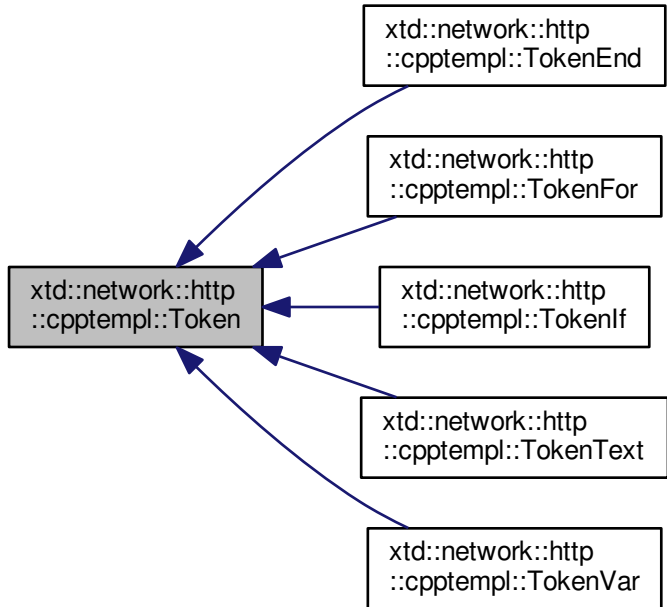 xtd::network::http
::cpptempl::TokenEnd
xtd::network::http
::cpptempl::TokenFor
xtd::network::http
::cpptempl::Token
xtd::network::http
::cpptempl::TokenIf
xtd::network::http
::cpptempl::TokenText
xtd::network::http
::cpptempl::TokenVar